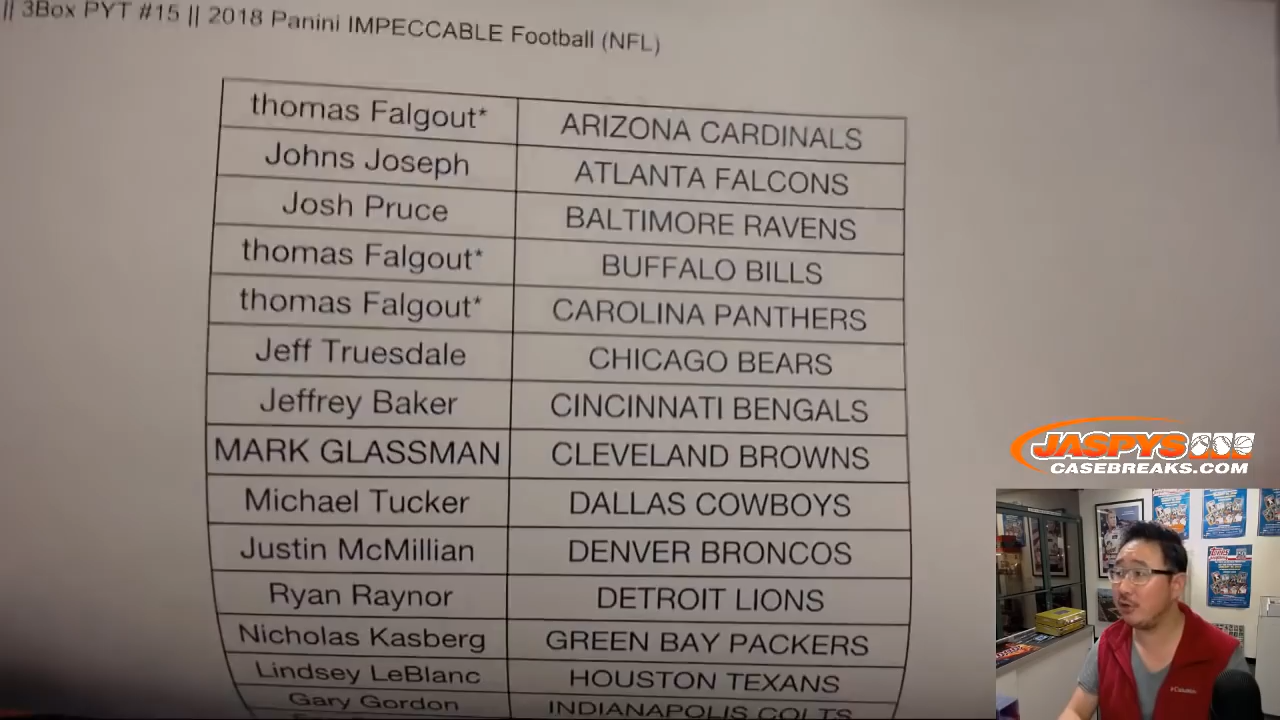 || 3Box PYT #15 || 2018 Panini IMPECCABLE Football (NFL)
thomas Falgout* ARIZONA CARDINALS
Johns Joseph ATLANTA FALCONS
Josh Pruce BALTIMORE RAVENS
thomas Falgout* BUFFALO BILLS
thomas Falgout* CAROLINA PANTHERS
Jeff Truesdale CHICAGO BEARS
Jeffrey Baker CINCINNATI BENGALS
MARK GLASSMAN CLEVELAND BROWNS
Michael Tucker DALLAS COWBOYS
Justin McMillian DENVER BRONCOS
Ryan Raynor DETROIT LIONS
Nicholas Kasberg GREEN BAY PACKERS
Lindsey LeBlanc HOUSTON TEXANS
Gary Gordon INDIANAPOLIS COLTS
JASPYS
CASEBREAKS.COM
Topps
Columbia